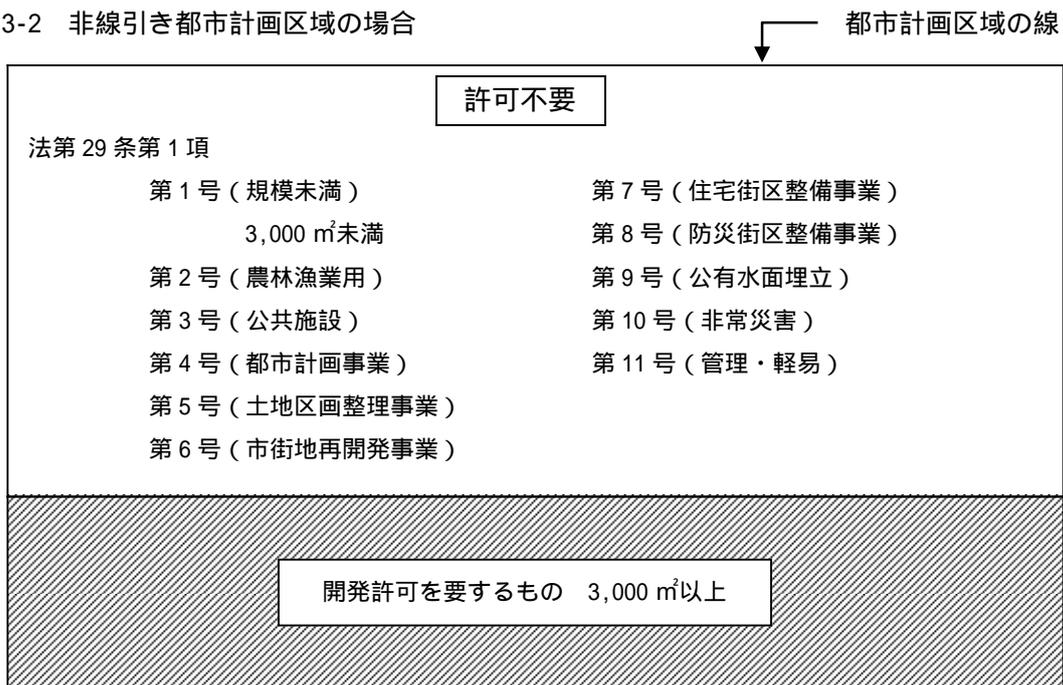 3-2　非線引き都市計画区域の場合
都市計画区域の線
許可不要
法第 29 条第 1 項
第 1 号（規模未満）
3,000 ㎡未満
第 2 号（農林漁業用）
第 3 号（公共施設）
第 4 号（都市計画事業）
第 5 号（土地区画整理事業）
第 6 号（市街地再開発事業）
第 7 号（住宅街区整備事業）
第 8 号（防災街区整備事業）
第 9 号（公有水面埋立）
第 10 号（非常災害）
第 11 号（管理・軽易）
開発許可を要するもの　3,000 ㎡以上